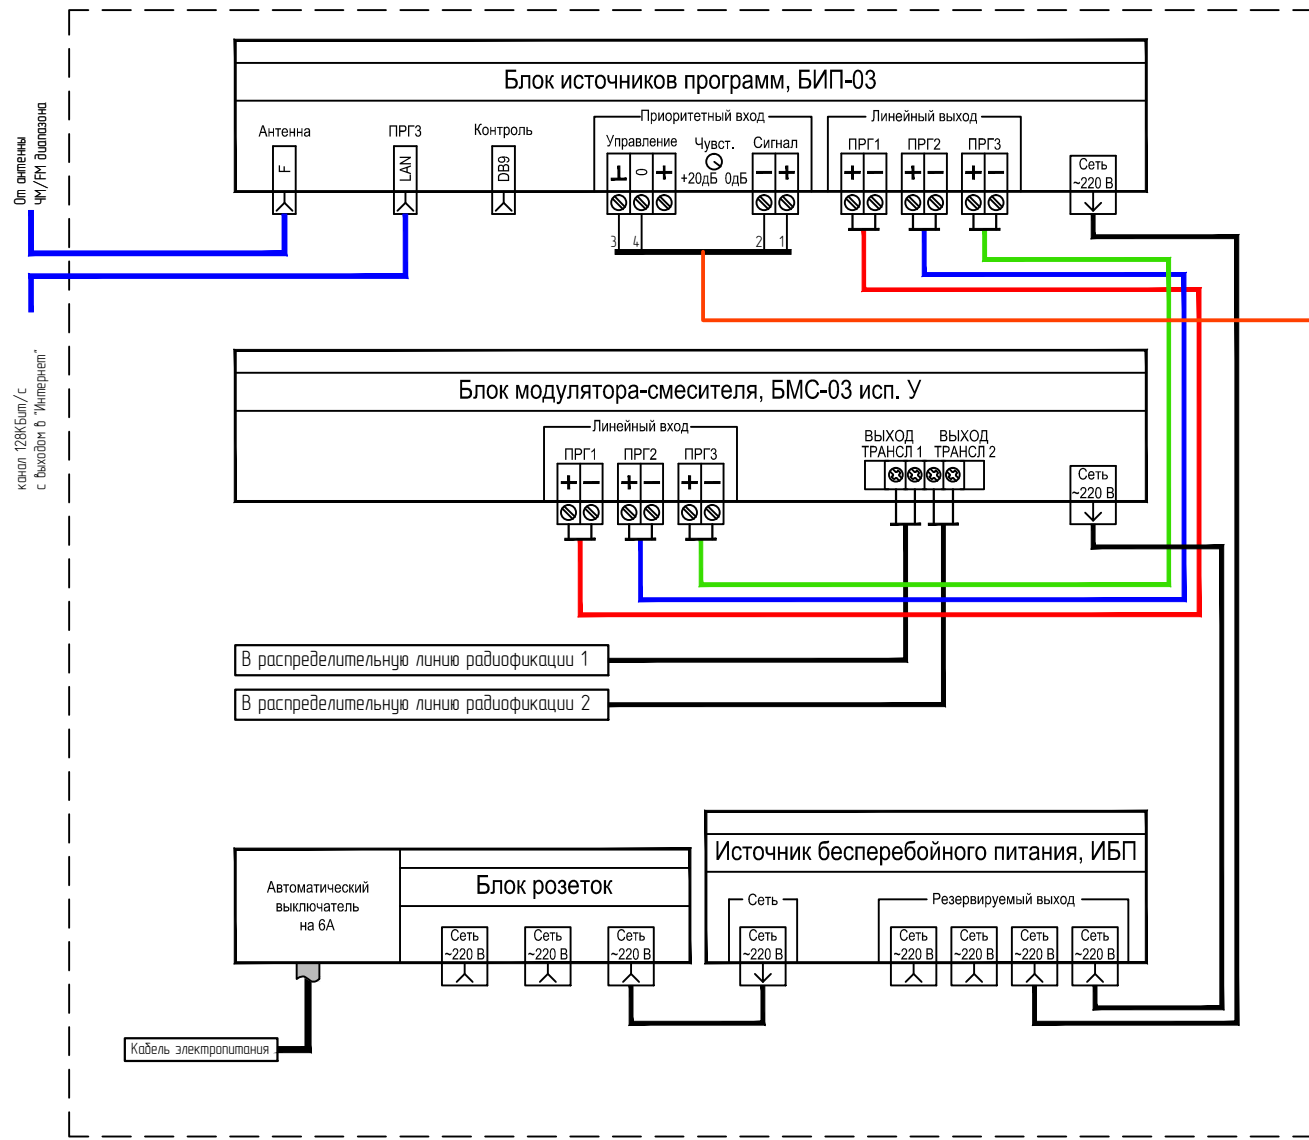 Блок источников программ, БИП-03
От антенны
ЧМ/FM диапазона
Антенна
ПРГ3
Контроль
Приоритетный вход
Линейный выход
Управление
Чувст.
Сигнал
ПРГ1
ПРГ2
ПРГ3
F
LAN
DB9
0
+
+20дБ 0дБ
− +
+ −
+ −
+ −
Сеть
~220 В
3
4
2
1
канал 128КБит/с
с выходом в "Интернет"
Блок модулятора-смесителя, БМС-03 исп. У
Линейный вход
ПРГ1
ПРГ2
ПРГ3
+ −
+ −
+ −
ВЫХОД
ТРАНСЛ 1
ВЫХОД
ТРАНСЛ 2
Сеть
~220 В
В распределительную линию радиофикации 1
В распределительную линию радиофикации 2
Автоматический
выключатель
на 6А
Блок розеток
Сеть
~220 В
Сеть
~220 В
Сеть
~220 В
Источник бесперебойного питания, ИБП
Сеть
Сеть
~220 В
Резервируемый выход
Сеть
~220 В
Сеть
~220 В
Сеть
~220 В
Сеть
~220 В
Кабель электропитания